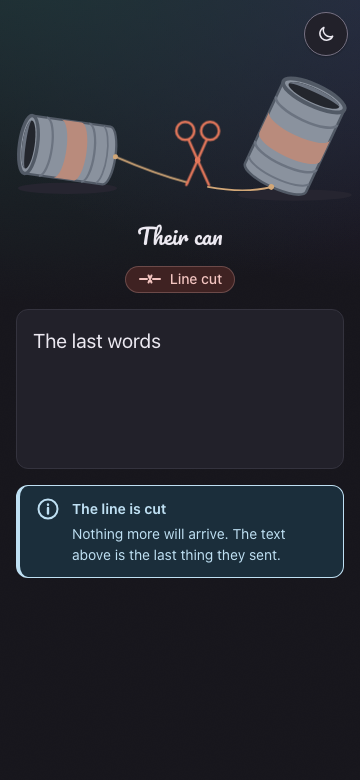 Their can
Line cut
The last words
The line is cut
Nothing more will arrive. The text
above is the last thing they sent.